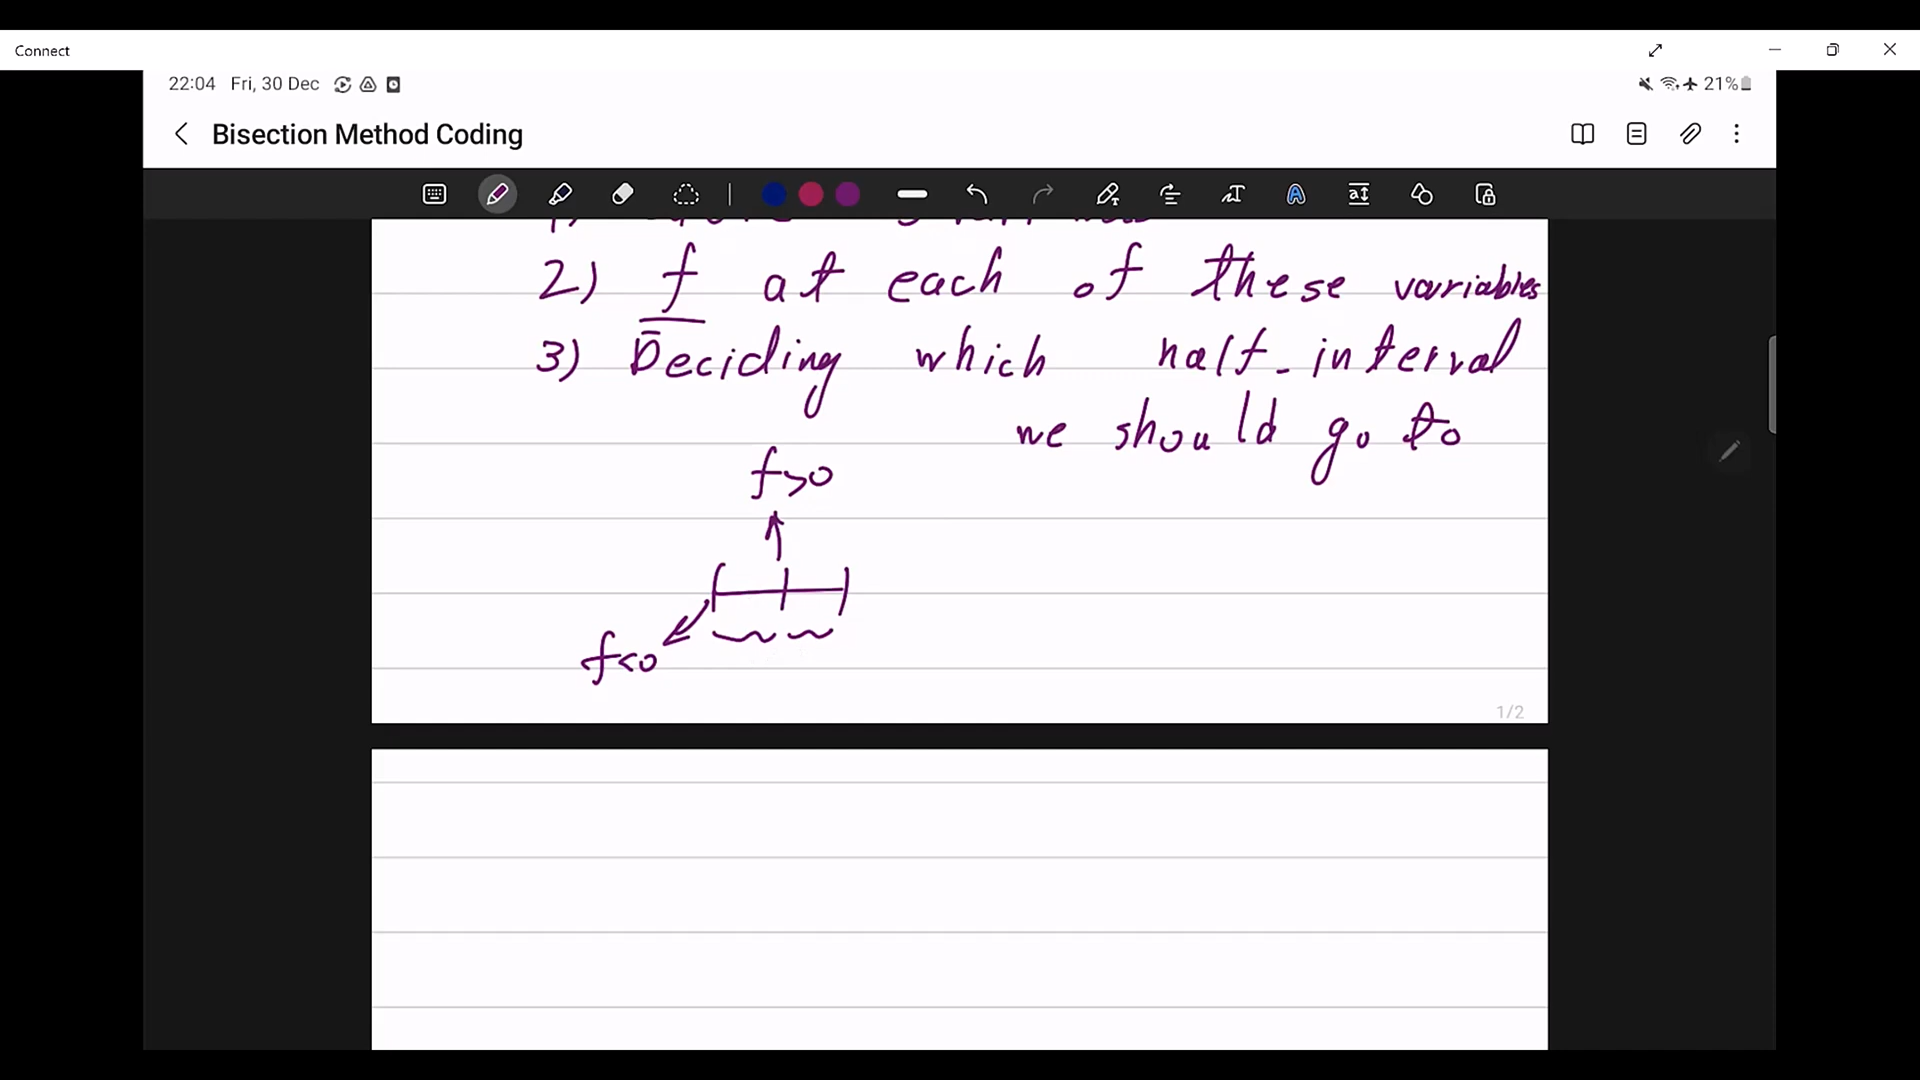 Connect
22:04 Fri, 30 Dec 21%
Bisection Method Coding
1)
2) f at each of these variables
3) Deciding which half-interval
we should go to
f>0
f<0
1/2